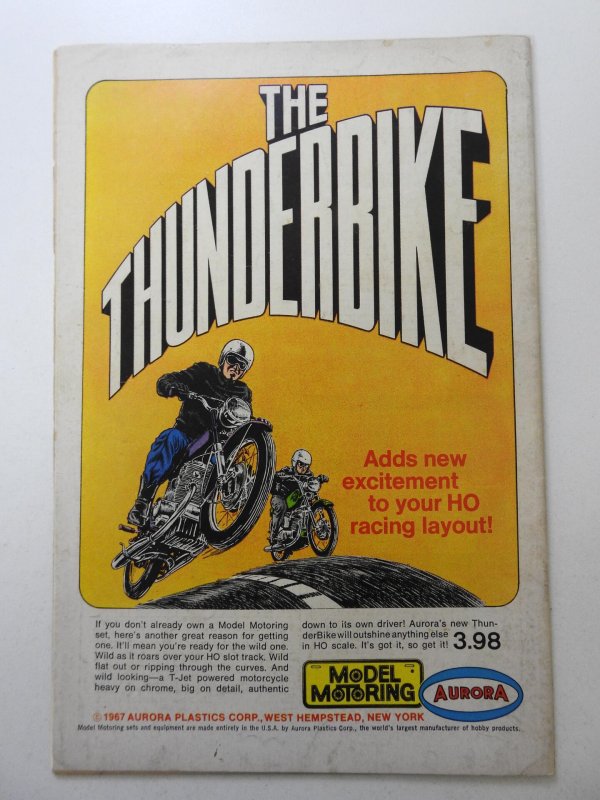 THE
THUNDERBIKE
Adds new
excitement
to your HO
racing layout!
If you don't already own a Model Motoring
set, here's another great reason for getting
one. It'll mean you're ready for the wild one.
Wild as it roars over your HO slot track. Wild
flat out or ripping through the curves. And
wild looking—a T-Jet powered motorcycle
heavy on chrome, big on detail, authentic
down to its own driver! Aurora's new Thun-
derBike will outshine anything else
in HO scale. It's got it, so get it! 3.98
MODEL
MOTORING
AURORA
© 1967 AURORA PLASTICS CORP., WEST HEMPSTEAD, NEW YORK
Model Motoring sets and equipment are made entirely in the U.S.A. by Aurora Plastics Corp., the world's largest manufacturer of hobby products.